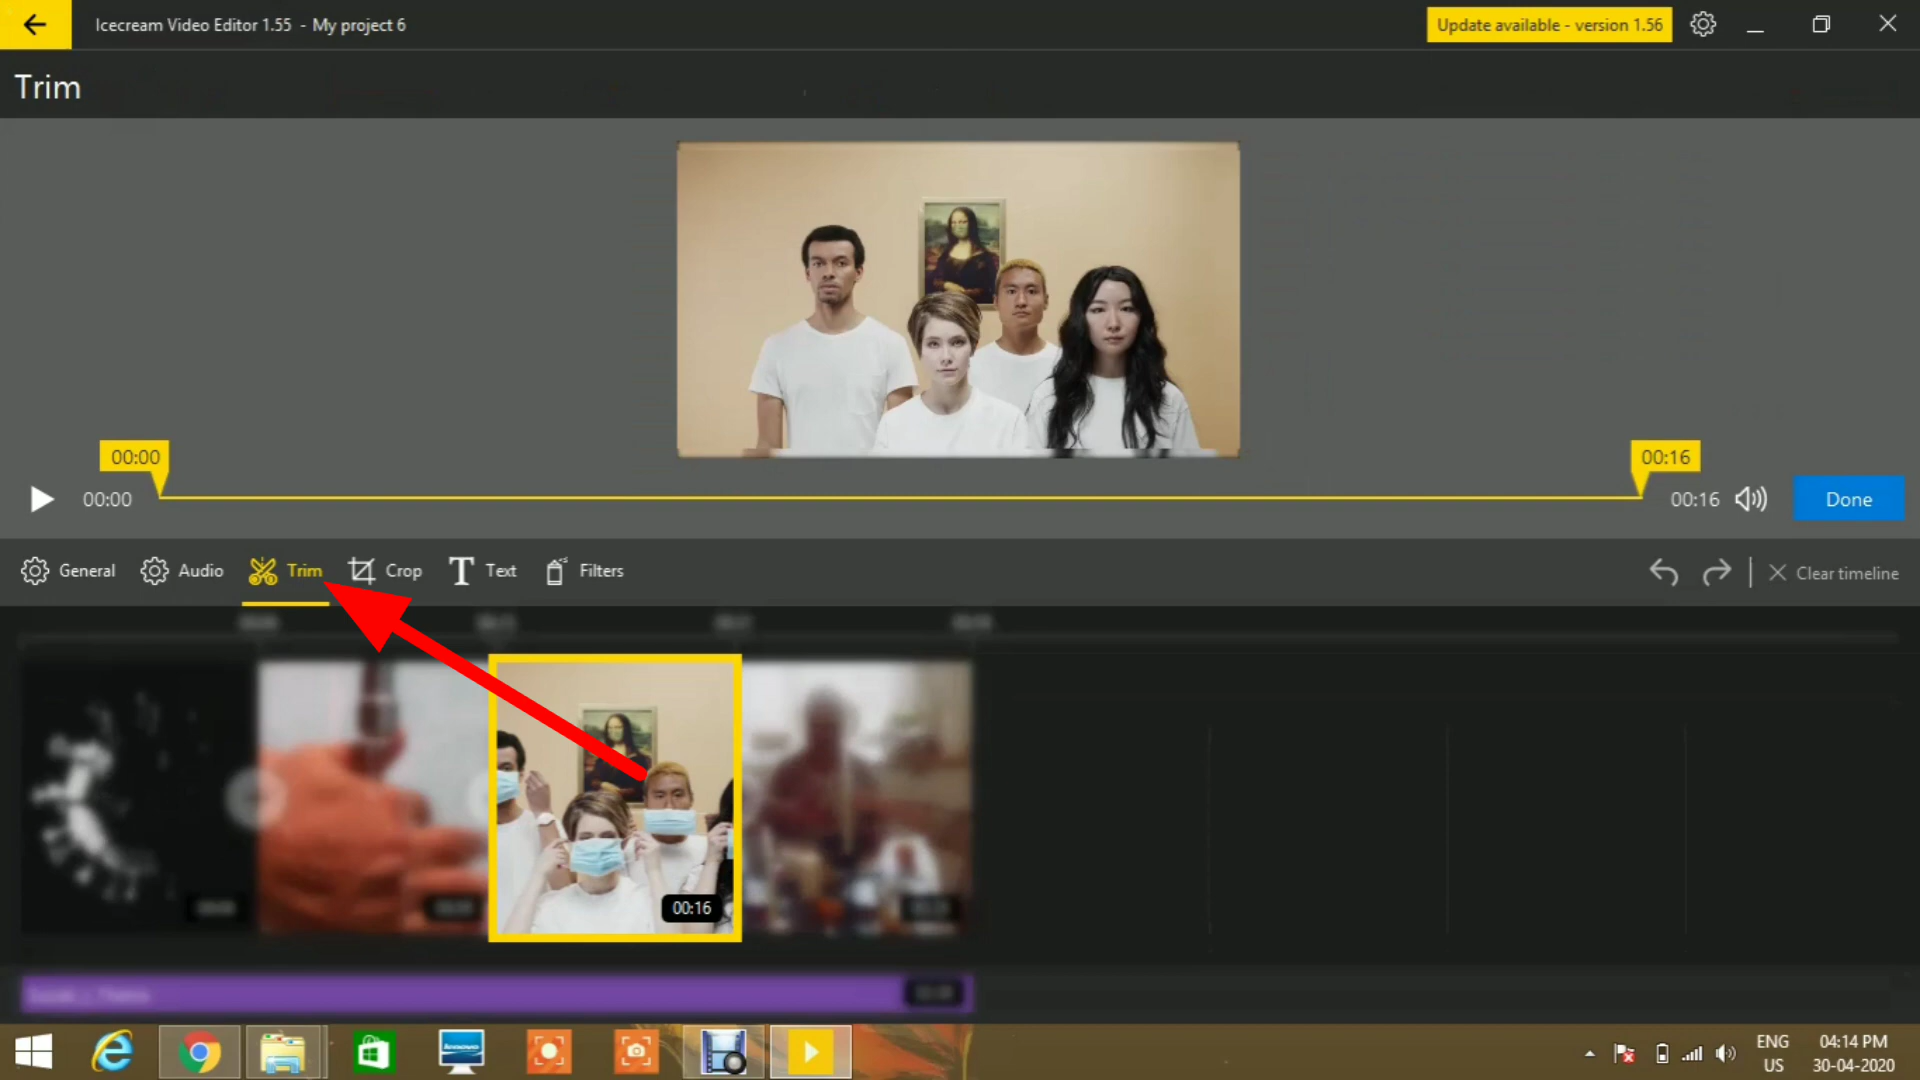 Icecream Video Editor 1.55 - My project 6
Update available - version 1.56
Trim
00:00
00:16
00:00
00:16
Done
General
Audio
Trim
Crop
Text
Filters
Clear timeline
00:16
lenovo
ENG
US
04:14 PM
30-04-2020